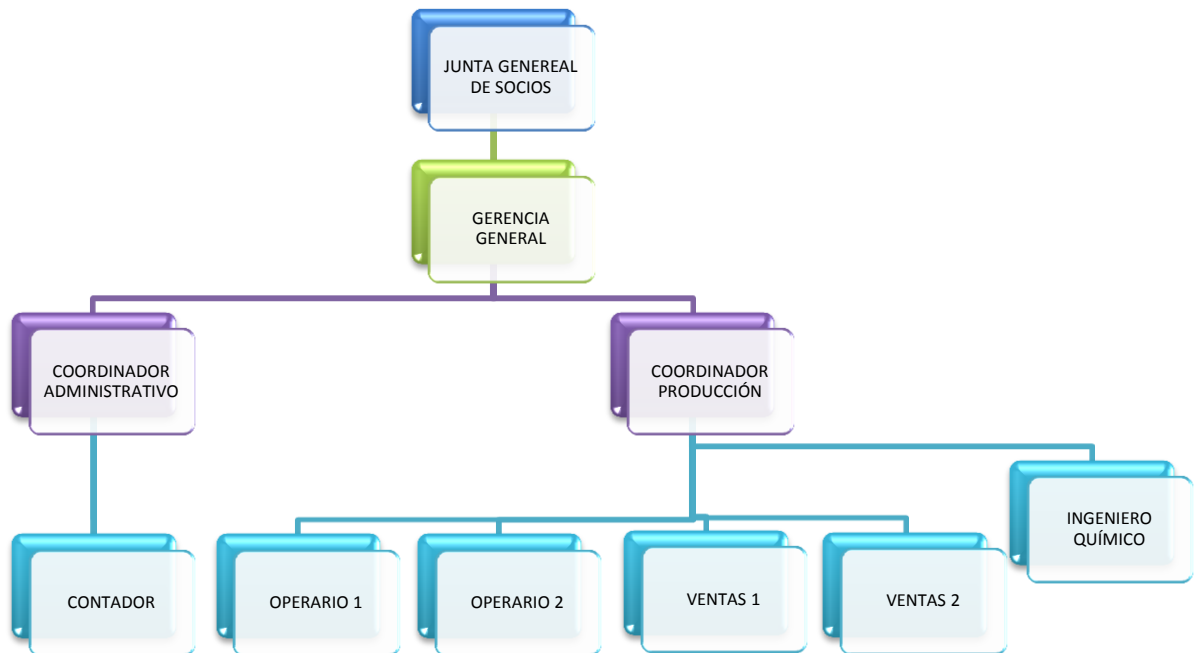 JUNTA GENEREAL
DE SOCIOS
GERENCIA
GENERAL
COORDINADOR
ADMINISTRATIVO
COORDINADOR
PRODUCCIÓN
INGENIERO
QUÍMICO
CONTADOR
OPERARIO 1
OPERARIO 2
VENTAS 1
VENTAS 2